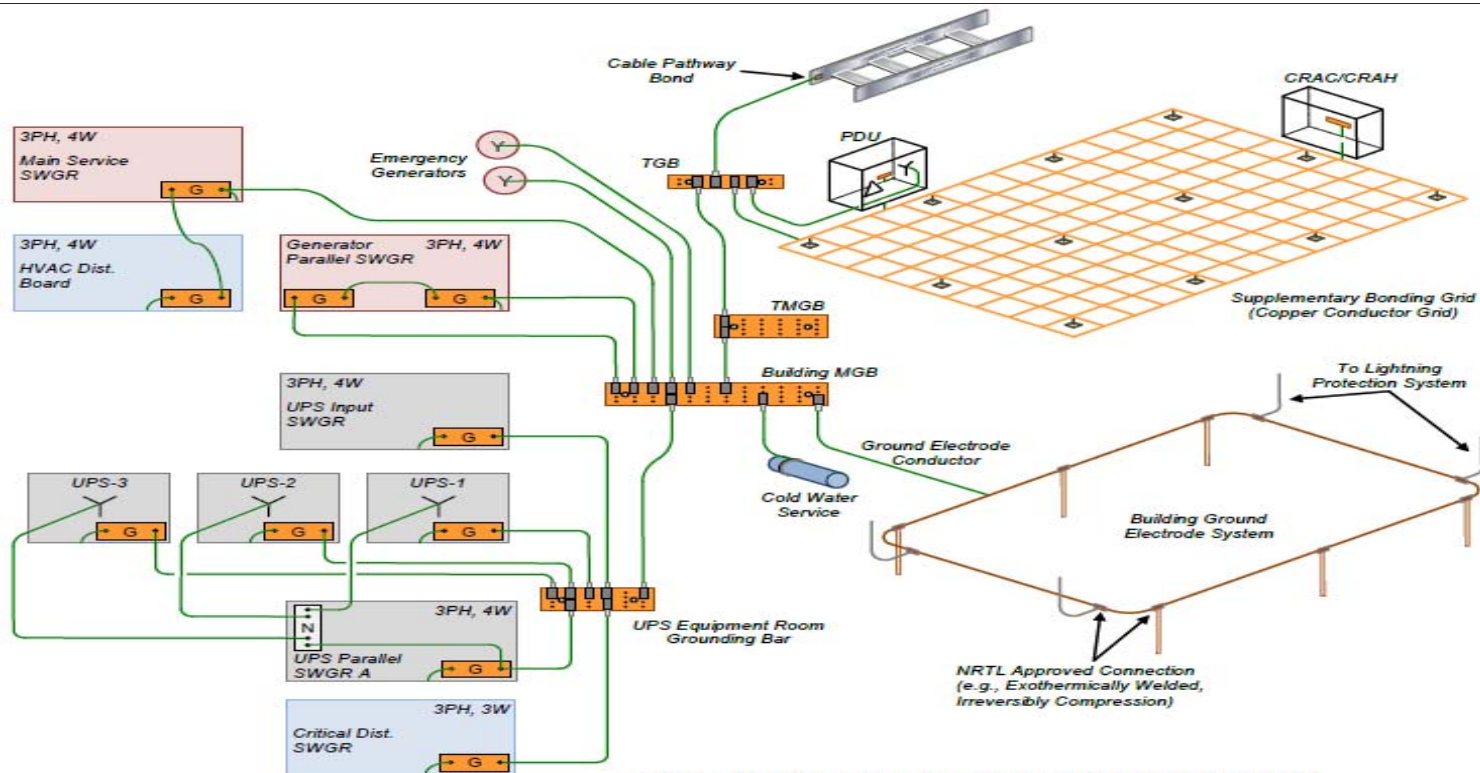 Cable Pathway
Bond
CRAC/CRAH
3PH, 4W
Main Service
SWGR
G
Emergency
Generators
Y
Y
TGB
PDU
Y
3PH, 4W
HVAC Dist.
Board
G
Generator
Parallel SWGR
3PH, 4W
G
G
Supplementary Bonding Grid
(Copper Conductor Grid)
TMGB
Building MGB
3PH, 4W
UPS Input
SWGR
G
To Lightning
Protection System
Ground Electrode
Conductor
Cold Water
Service
UPS-3
G
UPS-2
G
UPS-1
G
Building Ground
Electrode System
3PH, 4W
N
UPS Parallel
SWGR A
G
UPS Equipment Room
Grounding Bar
NRTL Approved Connection
(e.g., Exothermically Welded,
Irreversibly Compression)
3PH, 3W
Critical Dist.
SWGR
G